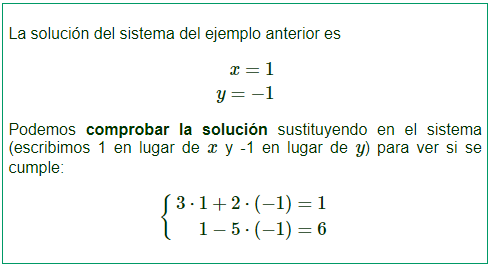 La solución del sistema del ejemplo anterior es
x = 1
y = −1
Podemos comprobar la solución sustituyendo en el sistema
(escribimos 1 en lugar de x y -1 en lugar de y) para ver si se
cumple:
{ 3 · 1 + 2 · (−1) = 1
1 − 5 · (−1) = 6